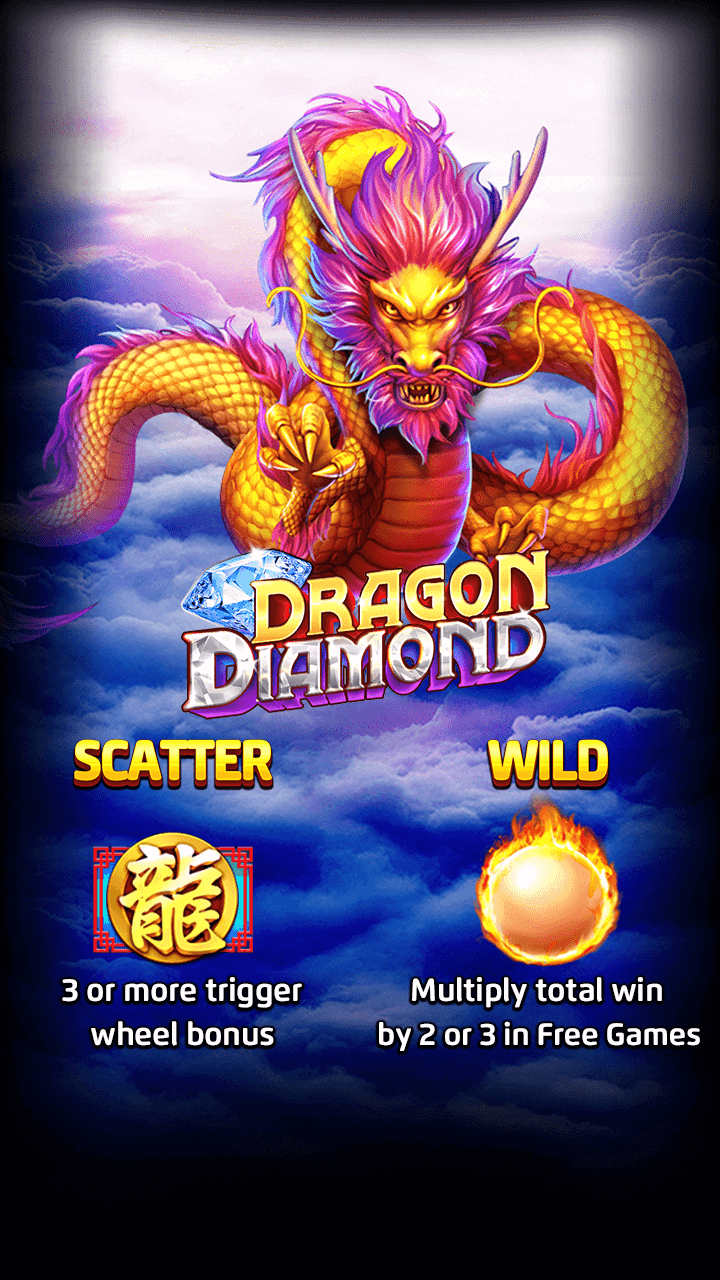 DRAGON
DIAMOND
SCATTER
WILD
龍
3 or more trigger
wheel bonus
Multiply total win
by 2 or 3 in Free Games